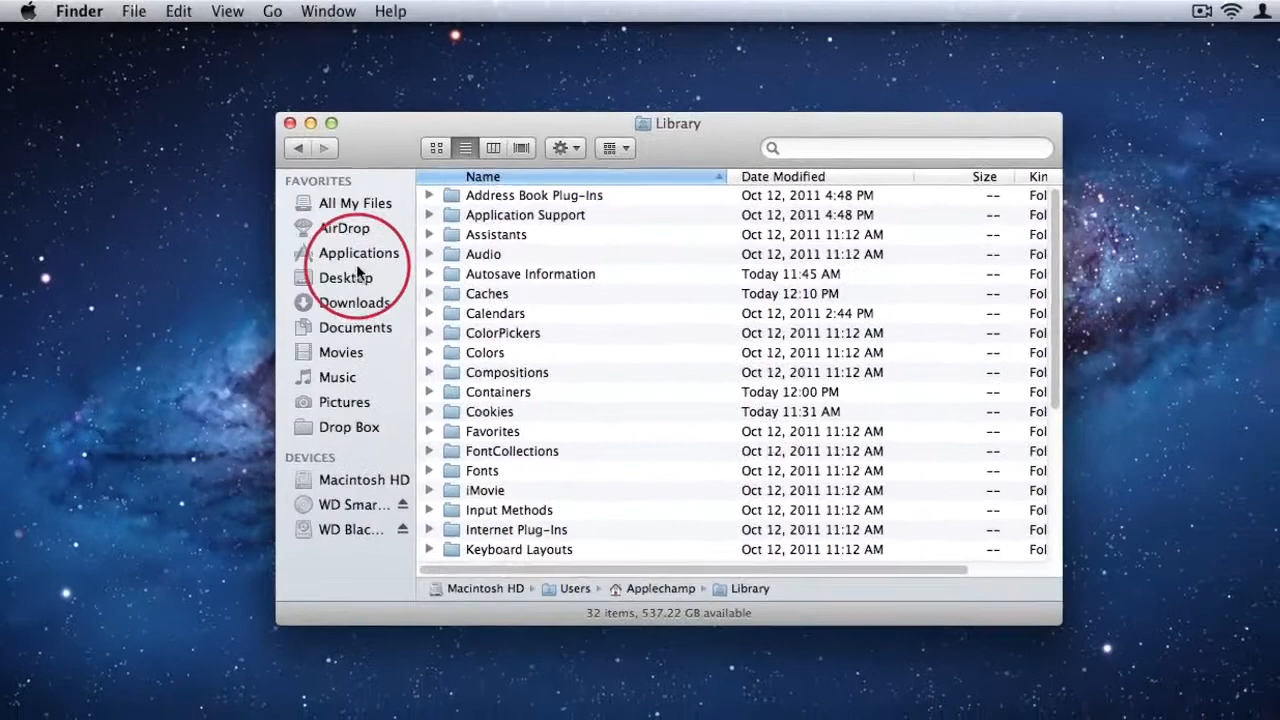 Finder File Edit View Go Window Help
Library
FAVORITES
All My Files
AirDrop
Applications
Desktop
Downloads
Documents
Movies
Music
Pictures
Drop Box
DEVICES
Macintosh HD
WD Smar...
WD Blac...
Name Date Modified Size Kin
Address Book Plug-Ins Oct 12, 2011 4:48 PM -- Fol
Application Support Oct 12, 2011 4:48 PM -- Fol
Assistants Oct 12, 2011 11:12 AM -- Fol
Audio Oct 12, 2011 11:12 AM -- Fol
Autosave Information Today 11:45 AM -- Fol
Caches Today 12:10 PM -- Fol
Calendars Oct 12, 2011 2:44 PM -- Fol
ColorPickers Oct 12, 2011 11:12 AM -- Fol
Colors Oct 12, 2011 11:12 AM -- Fol
Compositions Oct 12, 2011 11:12 AM -- Fol
Containers Today 12:00 PM -- Fol
Cookies Today 11:31 AM -- Fol
Favorites Oct 12, 2011 11:12 AM -- Fol
FontCollections Oct 12, 2011 11:12 AM -- Fol
Fonts Oct 12, 2011 11:12 AM -- Fol
iMovie Oct 12, 2011 11:12 AM -- Fol
Input Methods Oct 12, 2011 11:12 AM -- Fol
Internet Plug-Ins Oct 12, 2011 11:12 AM -- Fol
Keyboard Layouts Oct 12, 2011 11:12 AM -- Fol
Macintosh HD Users Applechamp Library
32 items, 537.22 GB available